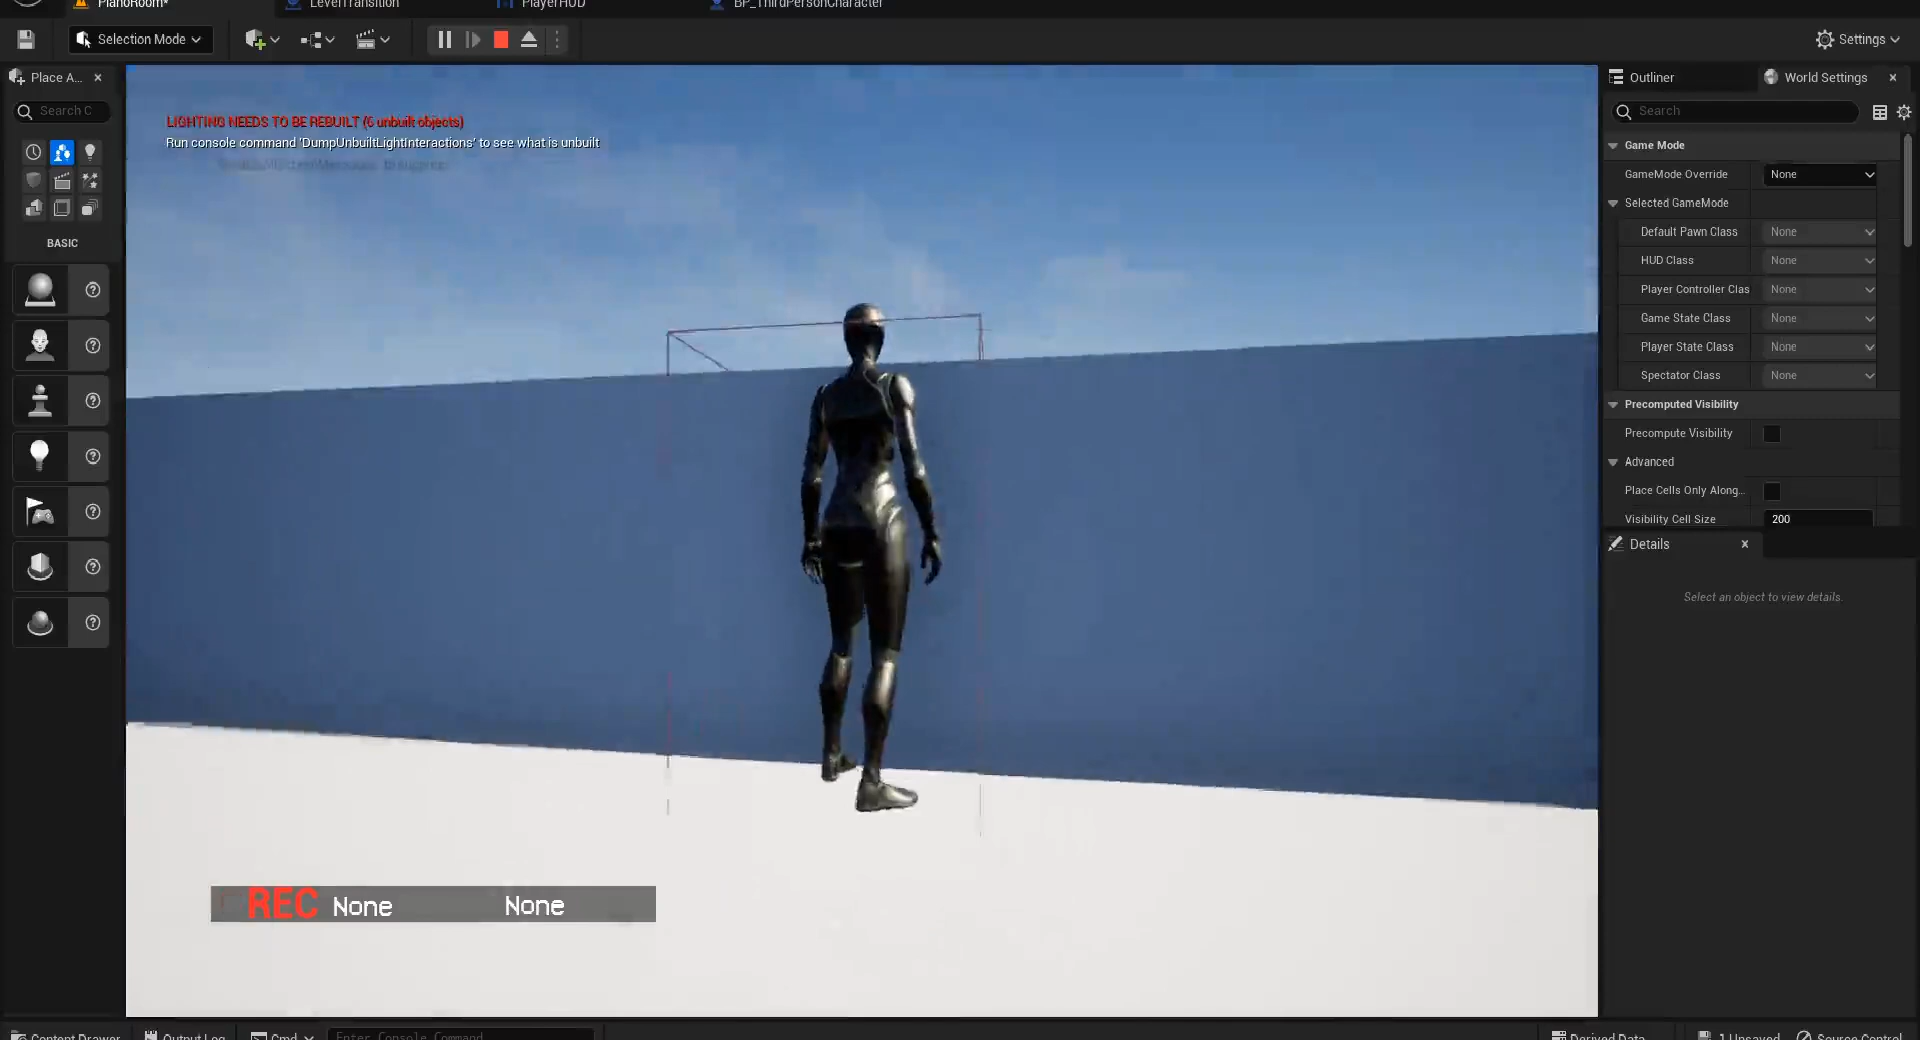 PianoRoom*
LevelTransition
PlayerHUD
BP_ThirdPersonCharacter
Selection Mode
Settings
Place A...
Search C
BASIC
LIGHTING NEEDS TO BE REBUILT (6 unbuilt objects)
Run console command 'DumpUnbuiltLightInteractions' to see what is unbuilt
REC None None
Outliner
World Settings
Search
Game Mode
GameMode Override None
Selected GameMode
Default Pawn Class None
HUD Class None
Player Controller Clas None
Game State Class None
Player State Class None
Spectator Class None
Precomputed Visibility
Precompute Visibility
Advanced
Place Cells Only Along...
Visibility Cell Size 200
Details
Select an object to view details.
Content Drawer
Output Log
Cmd
Enter Console Command
Derived Data
1 Unsaved
Source Control